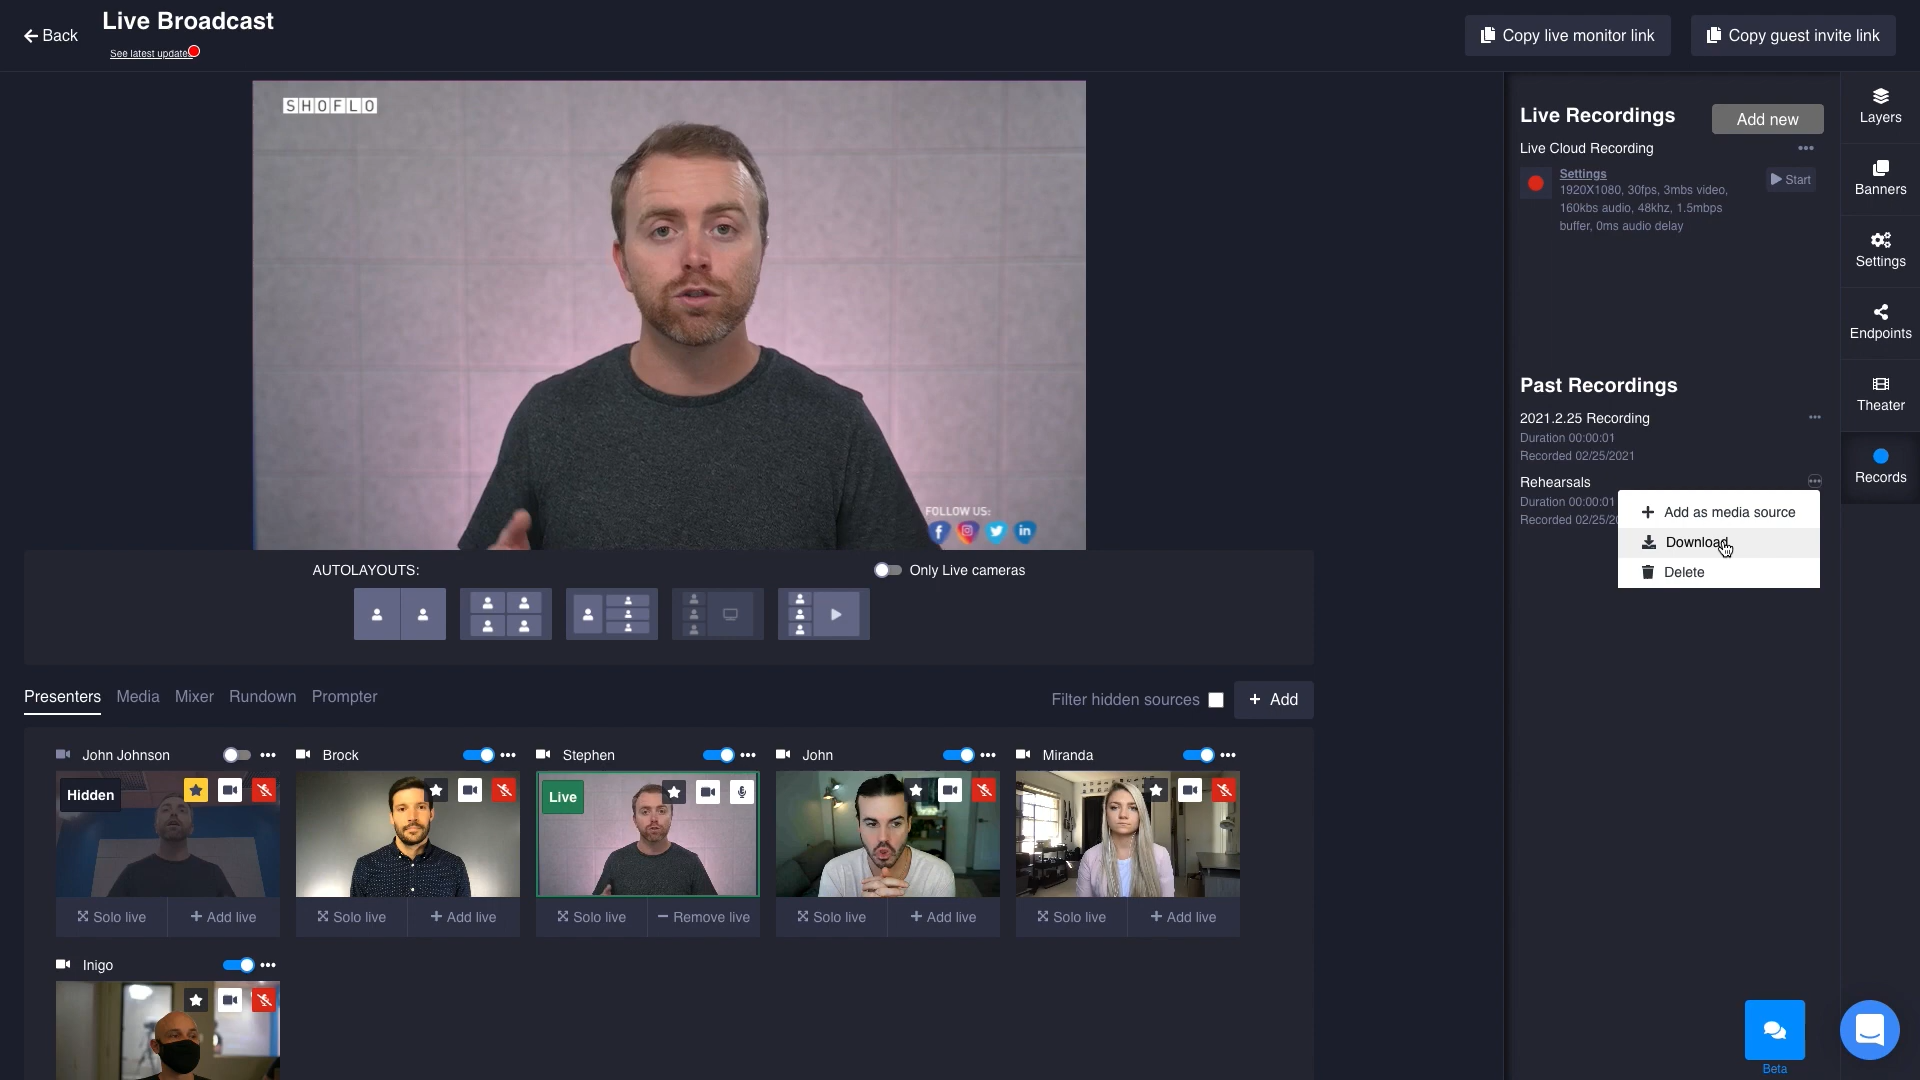 Back
Live Broadcast
See latest update
Copy live monitor link
Copy guest invite link
SHOFLO
FOLLOW US:
Live Recordings
Add new
Live Cloud Recording
Settings
1920X1080, 30fps, 3mbs video,
160kbs audio, 48khz, 1.5mbps
buffer, 0ms audio delay
Start
Past Recordings
2021.2.25 Recording
Duration 00:00:01
Recorded 02/25/2021
Rehearsals
Duration 00:00:01
Recorded 02/25/20
Add as media source
Download
Delete
Layers
Banners
Settings
Endpoints
Theater
Records
AUTOLAYOUTS:
Only Live cameras
Presenters
Media
Mixer
Rundown
Prompter
Filter hidden sources
Add
John Johnson
Brock
Stephen
John
Miranda
Hidden
Live
Solo live
Add live
Solo live
Add live
Solo live
Remove live
Solo live
Add live
Solo live
Add live
Inigo
Beta